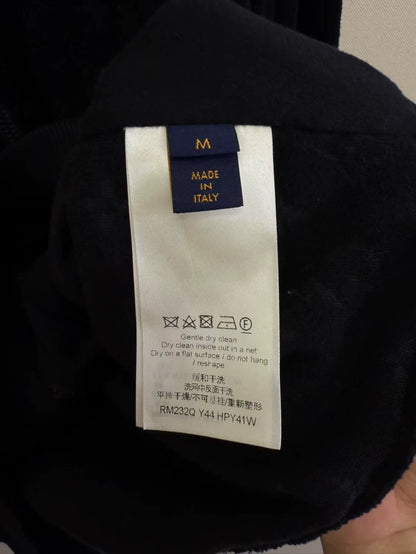 M
MADE
IN
ITALY
Gentle dry clean
Dry clean inside out in a net
Dry on a flat surface / do not hang
/ reshape
缓和干洗
洗网中反面干洗
平摊干燥/不可悬挂/重新整形
RM232Q Y44 HPY41W